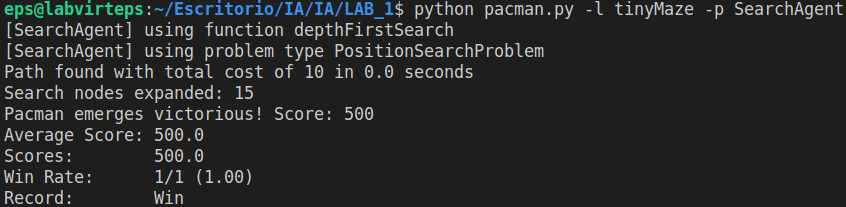 eps@labvirteps:~/Escritorio/IA/IA/LAB_1$ python pacman.py -l tinyMaze -p SearchAgent
[SearchAgent] using function depthFirstSearch
[SearchAgent] using problem type PositionSearchProblem
Path found with total cost of 10 in 0.0 seconds
Search nodes expanded: 15
Pacman emerges victorious! Score: 500
Average Score: 500.0
Scores:        500.0
Win Rate:      1/1 (1.00)
Record:        Win